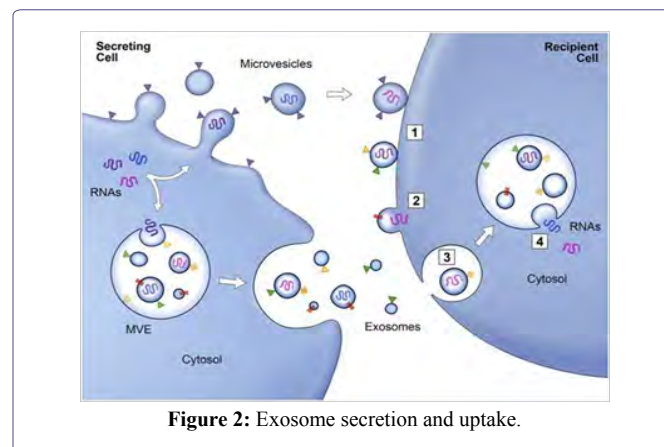 Secreting
Cell
Microvesicles
Recipient
Cell
1
RNAs
2
RNAs
3
4
MVE
Exosomes
Cytosol
Cytosol
Figure 2: Exosome secretion and uptake.